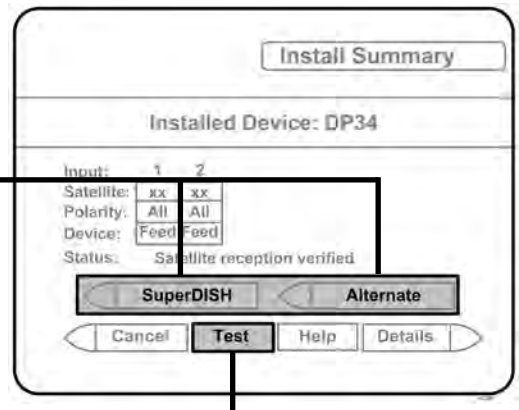 Install Summary
Installed Device: DP34
Input: 1 2
Satellite: xx xx
Polarity: All All
Device: Feed Feed
Status: Satellite reception verified
SuperDISH Alternate
Cancel Test Help Details